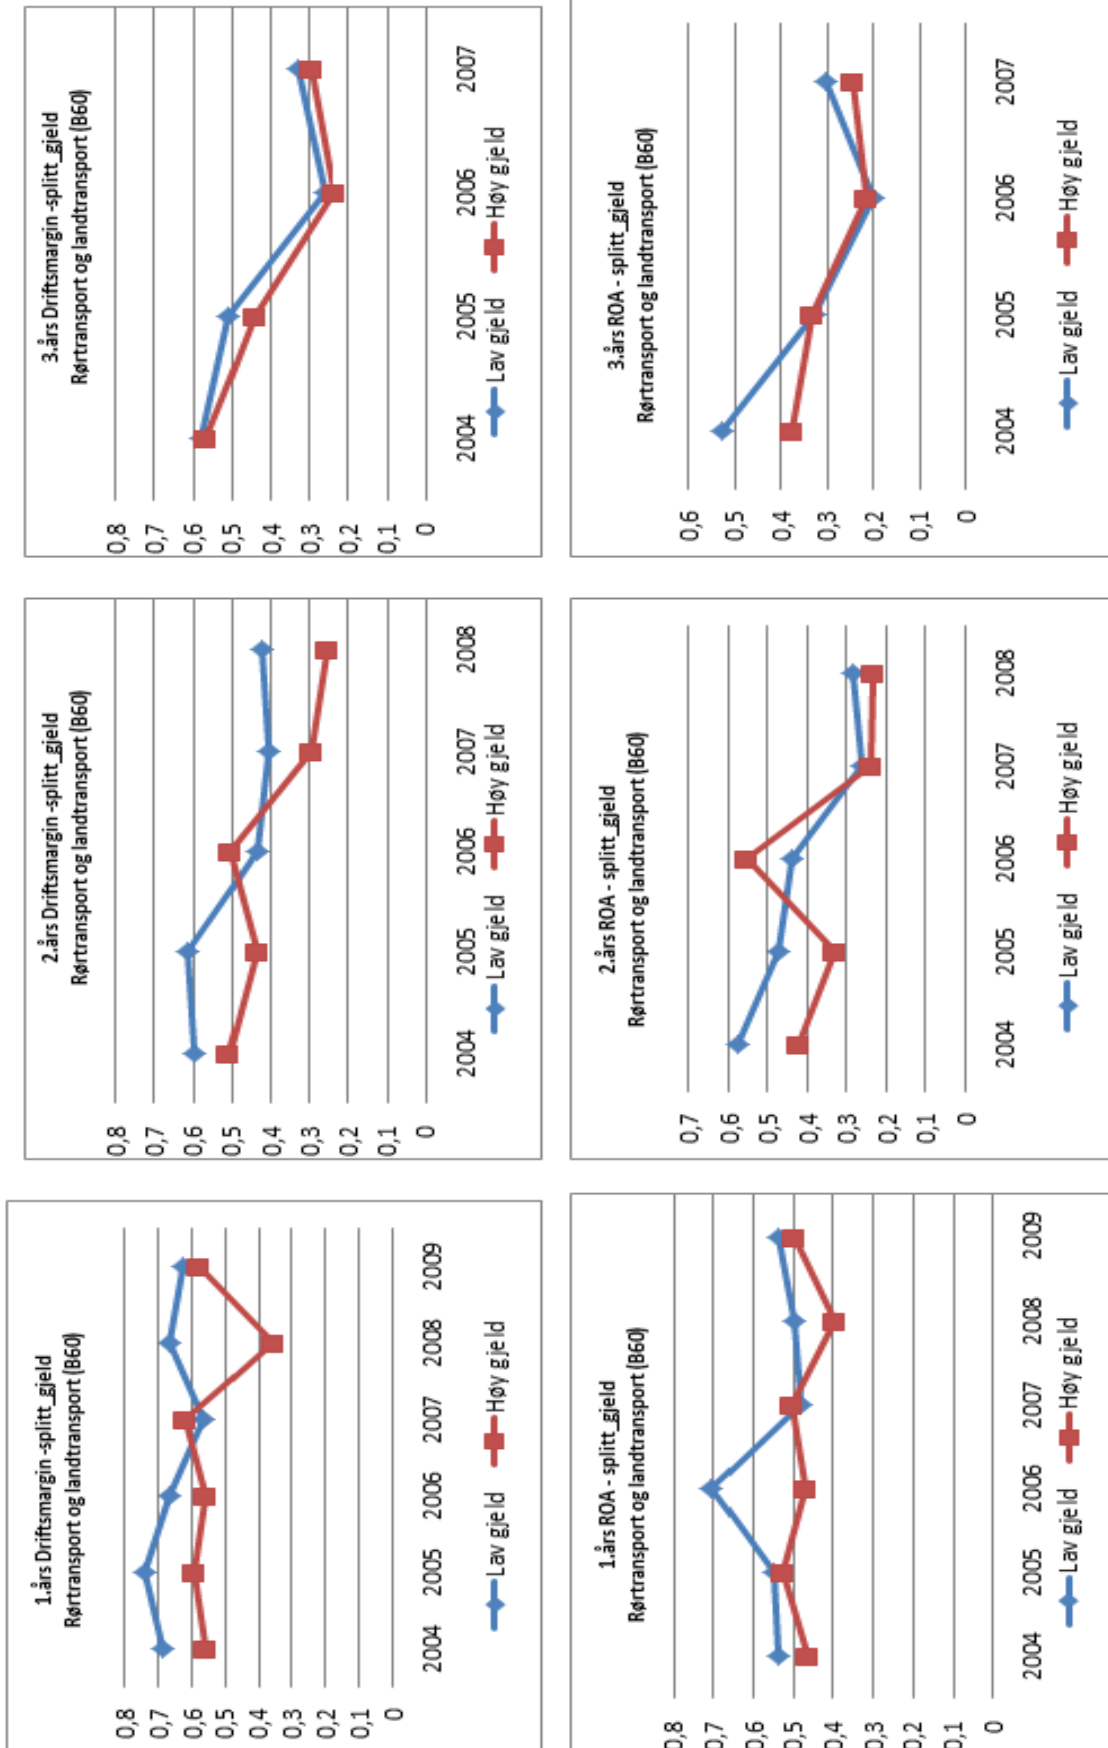 1.års Driftsmargin -splitt_gjeld
Rørtransport og landtransport (B60)
0,8
0,7
0,6
0,5
0,4
0,3
0,2
0,1
0
2004 2005 2006 2007 2008 2009
Lav gjeld Høy gjeld
2.års Driftsmargin -splitt_gjeld
Rørtransport og landtransport (B60)
0,8
0,7
0,6
0,5
0,4
0,3
0,2
0,1
0
2004 2005 2006 2007 2008
Lav gjeld Høy gjeld
3.års Driftsmargin -splitt_gjeld
Rørtransport og landtransport (B60)
0,8
0,7
0,6
0,5
0,4
0,3
0,2
0,1
0
2004 2005 2006 2007
Lav gjeld Høy gjeld
1.års ROA - splitt_gjeld
Rørtransport og landtransport (B60)
0,8
0,7
0,6
0,5
0,4
0,3
0,2
0,1
0
2004 2005 2006 2007 2008 2009
Lav gjeld Høy gjeld
2.års ROA - splitt_gjeld
Rørtransport og landtransport (B60)
0,7
0,6
0,5
0,4
0,3
0,2
0,1
0
2004 2005 2006 2007 2008
Lav gjeld Høy gjeld
3.års ROA - splitt_gjeld
Rørtransport og landtransport (B60)
0,6
0,5
0,4
0,3
0,2
0,1
0
2004 2005 2006 2007
Lav gjeld Høy gjeld